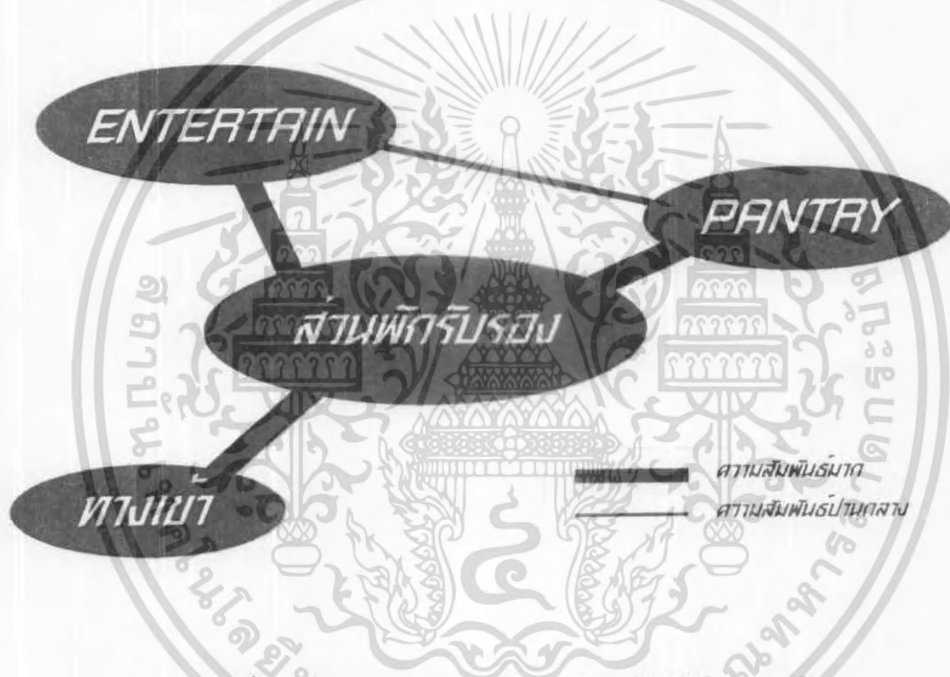 ENTERTAIN
PANTRY
ส่วนพักรับรอง
ทางเข้า
ความสัมพันธ์มาก
ความสัมพันธ์ปานกลาง